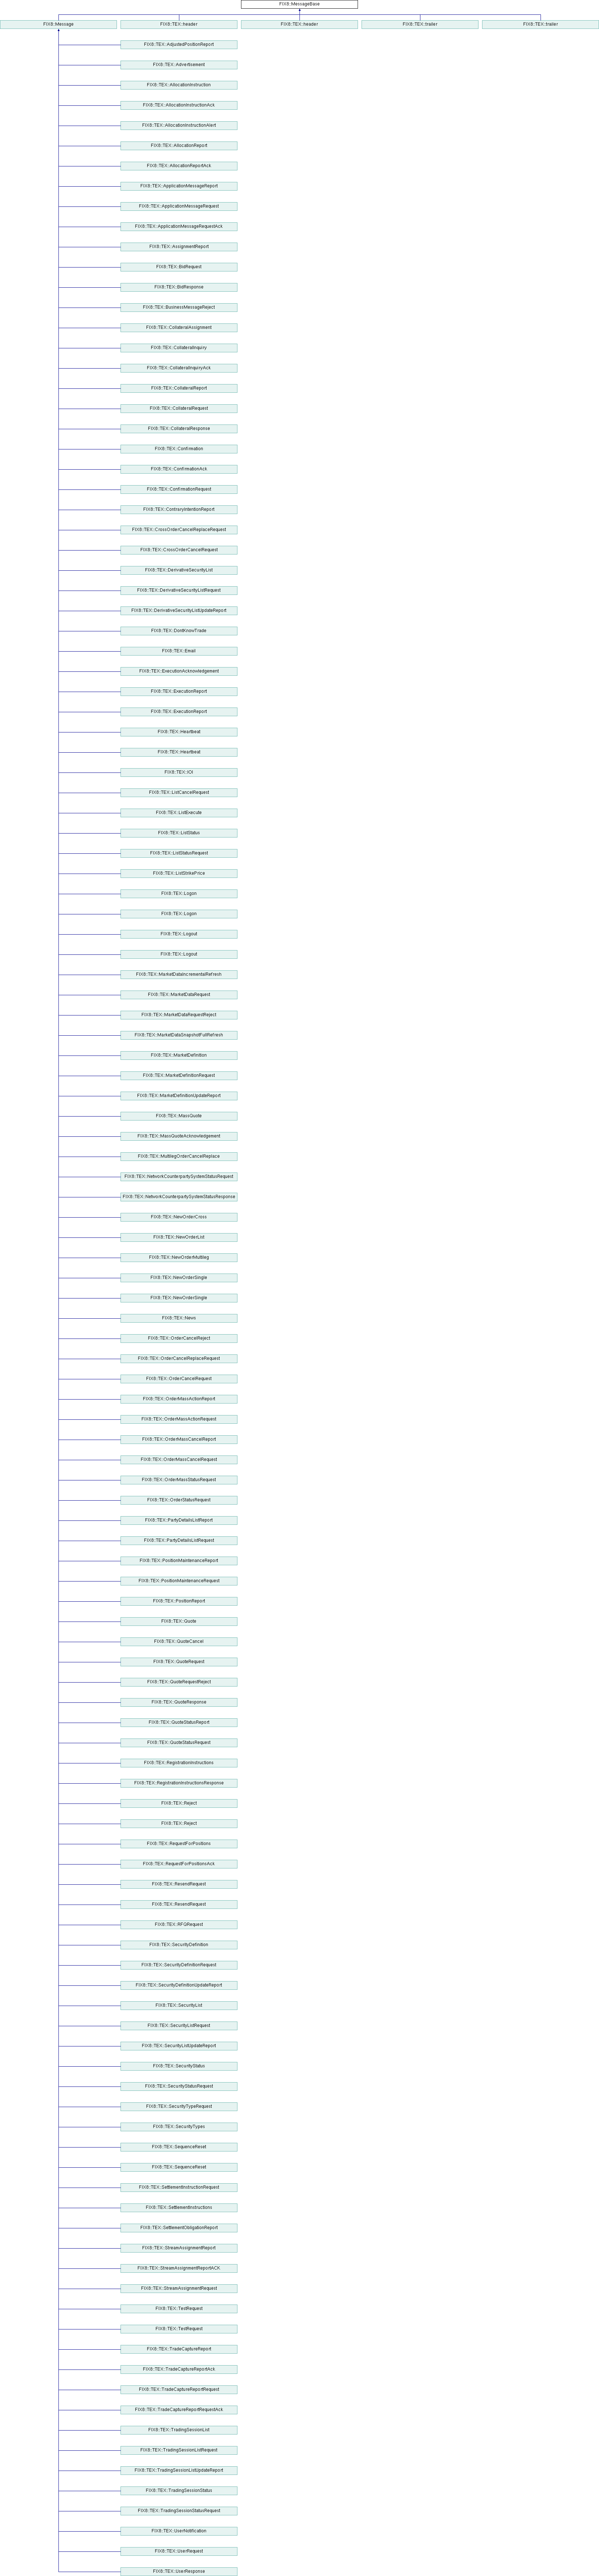 FIX8::MessageBase
FIX8::Message
FIX8::TEX::header
FIX8::TEX::header
FIX8::TEX::trailer
FIX8::TEX::trailer
FIX8::TEX::AdjustedPositionReport
FIX8::TEX::Advertisement
FIX8::TEX::AllocationInstruction
FIX8::TEX::AllocationInstructionAck
FIX8::TEX::AllocationInstructionAlert
FIX8::TEX::AllocationReport
FIX8::TEX::AllocationReportAck
FIX8::TEX::ApplicationMessageReport
FIX8::TEX::ApplicationMessageRequest
FIX8::TEX::ApplicationMessageRequestAck
FIX8::TEX::AssignmentReport
FIX8::TEX::BidRequest
FIX8::TEX::BidResponse
FIX8::TEX::BusinessMessageReject
FIX8::TEX::CollateralAssignment
FIX8::TEX::CollateralInquiry
FIX8::TEX::CollateralInquiryAck
FIX8::TEX::CollateralReport
FIX8::TEX::CollateralRequest
FIX8::TEX::CollateralResponse
FIX8::TEX::Confirmation
FIX8::TEX::ConfirmationAck
FIX8::TEX::ConfirmationRequest
FIX8::TEX::ContraryIntentionReport
FIX8::TEX::CrossOrderCancelReplaceRequest
FIX8::TEX::CrossOrderCancelRequest
FIX8::TEX::DerivativeSecurityList
FIX8::TEX::DerivativeSecurityListRequest
FIX8::TEX::DerivativeSecurityListUpdateReport
FIX8::TEX::DontKnowTrade
FIX8::TEX::Email
FIX8::TEX::ExecutionAcknowledgement
FIX8::TEX::ExecutionReport
FIX8::TEX::ExecutionReport
FIX8::TEX::Heartbeat
FIX8::TEX::Heartbeat
FIX8::TEX::IOI
FIX8::TEX::ListCancelRequest
FIX8::TEX::ListExecute
FIX8::TEX::ListStatus
FIX8::TEX::ListStatusRequest
FIX8::TEX::ListStrikePrice
FIX8::TEX::Logon
FIX8::TEX::Logon
FIX8::TEX::Logout
FIX8::TEX::Logout
FIX8::TEX::MarketDataIncrementalRefresh
FIX8::TEX::MarketDataRequest
FIX8::TEX::MarketDataRequestReject
FIX8::TEX::MarketDataSnapshotFullRefresh
FIX8::TEX::MarketDefinition
FIX8::TEX::MarketDefinitionRequest
FIX8::TEX::MarketDefinitionUpdateReport
FIX8::TEX::MassQuote
FIX8::TEX::MassQuoteAcknowledgement
FIX8::TEX::MultilegOrderCancelReplace
FIX8::TEX::NetworkCounterpartySystemStatusRequest
FIX8::TEX::NetworkCounterpartySystemStatusResponse
FIX8::TEX::NewOrderCross
FIX8::TEX::NewOrderList
FIX8::TEX::NewOrderMultileg
FIX8::TEX::NewOrderSingle
FIX8::TEX::NewOrderSingle
FIX8::TEX::News
FIX8::TEX::OrderCancelReject
FIX8::TEX::OrderCancelReplaceRequest
FIX8::TEX::OrderCancelRequest
FIX8::TEX::OrderMassActionReport
FIX8::TEX::OrderMassActionRequest
FIX8::TEX::OrderMassCancelReport
FIX8::TEX::OrderMassCancelRequest
FIX8::TEX::OrderMassStatusRequest
FIX8::TEX::OrderStatusRequest
FIX8::TEX::PartyDetailsListReport
FIX8::TEX::PartyDetailsListRequest
FIX8::TEX::PositionMaintenanceReport
FIX8::TEX::PositionMaintenanceRequest
FIX8::TEX::PositionReport
FIX8::TEX::Quote
FIX8::TEX::QuoteCancel
FIX8::TEX::QuoteRequest
FIX8::TEX::QuoteRequestReject
FIX8::TEX::QuoteResponse
FIX8::TEX::QuoteStatusReport
FIX8::TEX::QuoteStatusRequest
FIX8::TEX::RegistrationInstructions
FIX8::TEX::RegistrationInstructionsResponse
FIX8::TEX::Reject
FIX8::TEX::Reject
FIX8::TEX::RequestForPositions
FIX8::TEX::RequestForPositionsAck
FIX8::TEX::ResendRequest
FIX8::TEX::ResendRequest
FIX8::TEX::RFQRequest
FIX8::TEX::SecurityDefinition
FIX8::TEX::SecurityDefinitionRequest
FIX8::TEX::SecurityDefinitionUpdateReport
FIX8::TEX::SecurityList
FIX8::TEX::SecurityListRequest
FIX8::TEX::SecurityListUpdateReport
FIX8::TEX::SecurityStatus
FIX8::TEX::SecurityStatusRequest
FIX8::TEX::SecurityTypeRequest
FIX8::TEX::SecurityTypes
FIX8::TEX::SequenceReset
FIX8::TEX::SequenceReset
FIX8::TEX::SettlementInstructionRequest
FIX8::TEX::SettlementInstructions
FIX8::TEX::SettlementObligationReport
FIX8::TEX::StreamAssignmentReport
FIX8::TEX::StreamAssignmentReportACK
FIX8::TEX::StreamAssignmentRequest
FIX8::TEX::TestRequest
FIX8::TEX::TestRequest
FIX8::TEX::TradeCaptureReport
FIX8::TEX::TradeCaptureReportAck
FIX8::TEX::TradeCaptureReportRequest
FIX8::TEX::TradeCaptureReportRequestAck
FIX8::TEX::TradingSessionList
FIX8::TEX::TradingSessionListRequest
FIX8::TEX::TradingSessionListUpdateReport
FIX8::TEX::TradingSessionStatus
FIX8::TEX::TradingSessionStatusRequest
FIX8::TEX::UserNotification
FIX8::TEX::UserRequest
FIX8::TEX::UserResponse